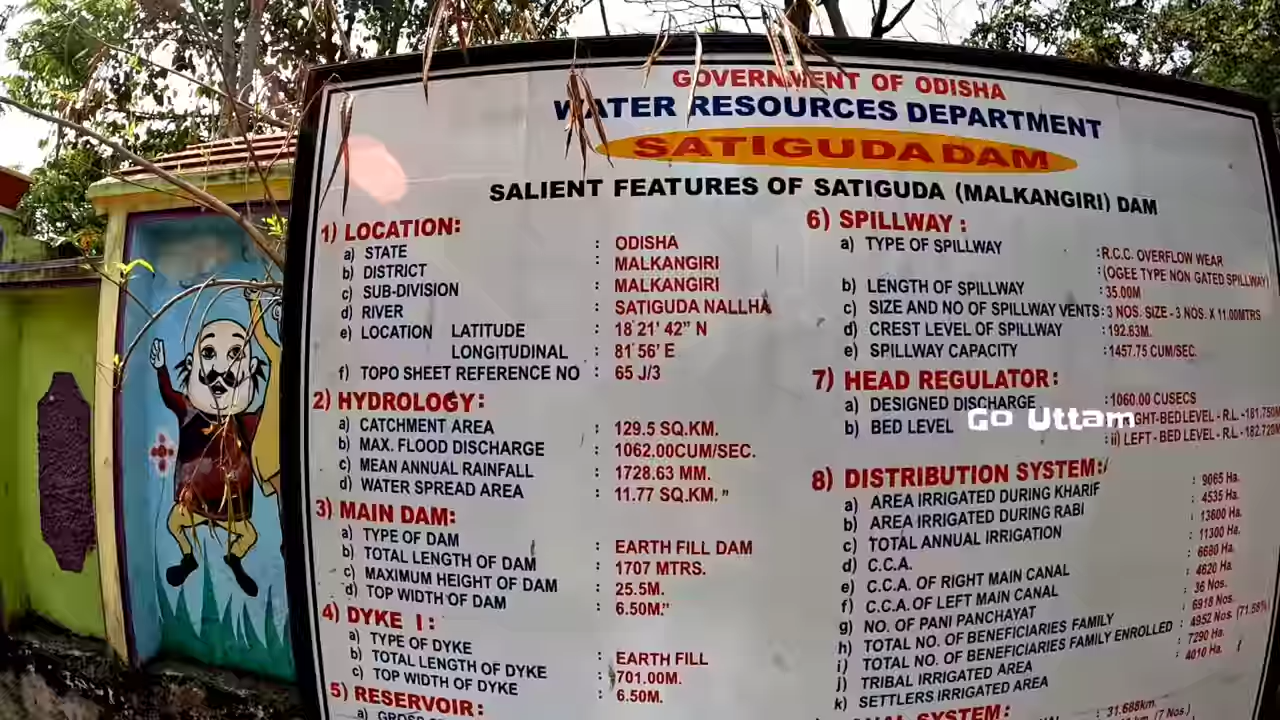 GOVERNMENT OF ODISHA
WATER RESOURCES DEPARTMENT
SATIGUDA DAM
SALIENT FEATURES OF SATIGUDA (MALKANGIRI) DAM
1) LOCATION:
a) STATE : ODISHA
b) DISTRICT : MALKANGIRI
c) SUB-DIVISION : MALKANGIRI
d) RIVER : SATIGUDA NALLHA
e) LOCATION LATITUDE : 18°21' 42" N
LONGITUDINAL : 81°56' E
f) TOPO SHEET REFERENCE NO : 65 J/3
2) HYDROLOGY:
a) CATCHMENT AREA : 129.5 SQ.KM.
b) MAX. FLOOD DISCHARGE : 1062.00CUM/SEC.
c) MEAN ANNUAL RAINFALL : 1728.63 MM.
d) WATER SPREAD AREA : 11.77 SQ.KM. "
3) MAIN DAM:
a) TYPE OF DAM : EARTH FILL DAM
b) TOTAL LENGTH OF DAM : 1707 MTRS.
c) MAXIMUM HEIGHT OF DAM : 25.5M.
d) TOP WIDTH OF DAM : 6.50M."
4) DYKE I:
a) TYPE OF DYKE : EARTH FILL
b) TOTAL LENGTH OF DYKE : 701.00M.
c) TOP WIDTH OF DYKE : 6.50M.
5) RESERVOIR:
a)
6) SPILLWAY :
a) TYPE OF SPILLWAY : R.C.C. OVERFLOW WEAR
: (OGEE TYPE NON GATED SPILLWAY)
b) LENGTH OF SPILLWAY : 35.00M
c) SIZE AND NO OF SPILLWAY VENTS : 3 NOS. SIZE - 3 NOS. X 11.00MTRS
d) CREST LEVEL OF SPILLWAY : 192.63M.
e) SPILLWAY CAPACITY : 1457.75 CUM/SEC.
7) HEAD REGULATOR:
a) DESIGNED DISCHARGE : 1060.00 CUSECS
b) BED LEVEL GHT-BED LEVEL - R.L. -181.750M
: ii) LEFT - BED LEVEL - R.L -182.720M
Go Uttam
8) DISTRIBUTION SYSTEM:
a) AREA IRRIGATED DURING KHARIF : 9065 Ha.
b) AREA IRRIGATED DURING RABI : 4535 Ha.
c) TOTAL ANNUAL IRRIGATION : 13600 Ha.
d) C.C.A. : 11300 Ha.
e) C.C.A. OF RIGHT MAIN CANAL : 6680 Ha.
f) C.C.A. OF LEFT MAIN CANAL : 4620 Ha.
g) NO. OF PANI PANCHAYAT : 36 Nos.
h) TOTAL NO. OF BENEFICIARIES FAMILY : 6918 Nos.
i) TOTAL NO. OF BENEFICIARIES FAMILY ENROLLED : 4952 Nos. (71.58%)
j) TRIBAL IRRIGATED AREA : 7290 Ha.
k) SETTLERS IRRIGATED AREA : 4010 Ha.
SYSTEM:
: 31.688km.
(7 Nos.)